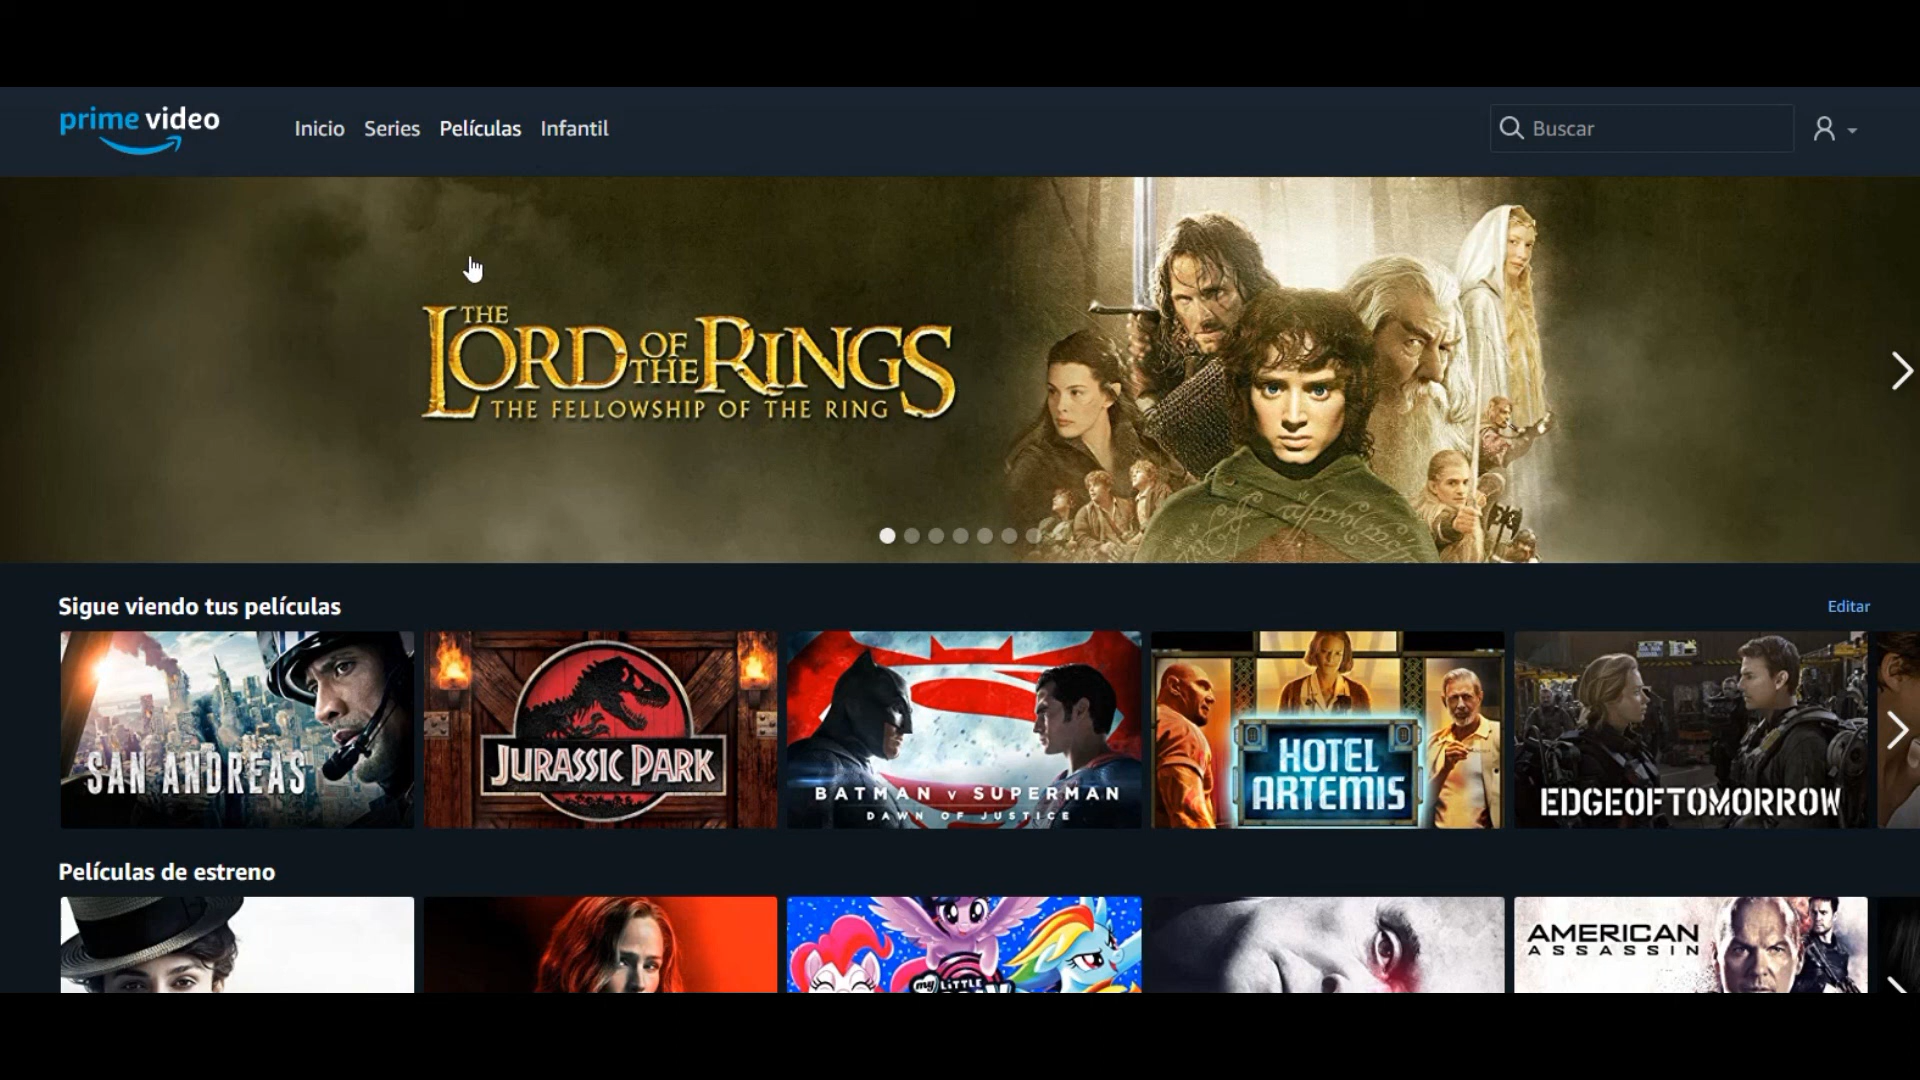 prime video
Inicio Series Películas Infantil
Buscar
THE LORD OF THE RINGS
THE FELLOWSHIP OF THE RING
Sigue viendo tus películas
Editar
SAN ANDREAS
JURASSIC PARK
BATMAN v SUPERMAN
DAWN OF JUSTICE
HOTEL
ARTEMIS
EDGEOFTOMORROW
Películas de estreno
my LITTLE
AMERICAN
ASSASSIN